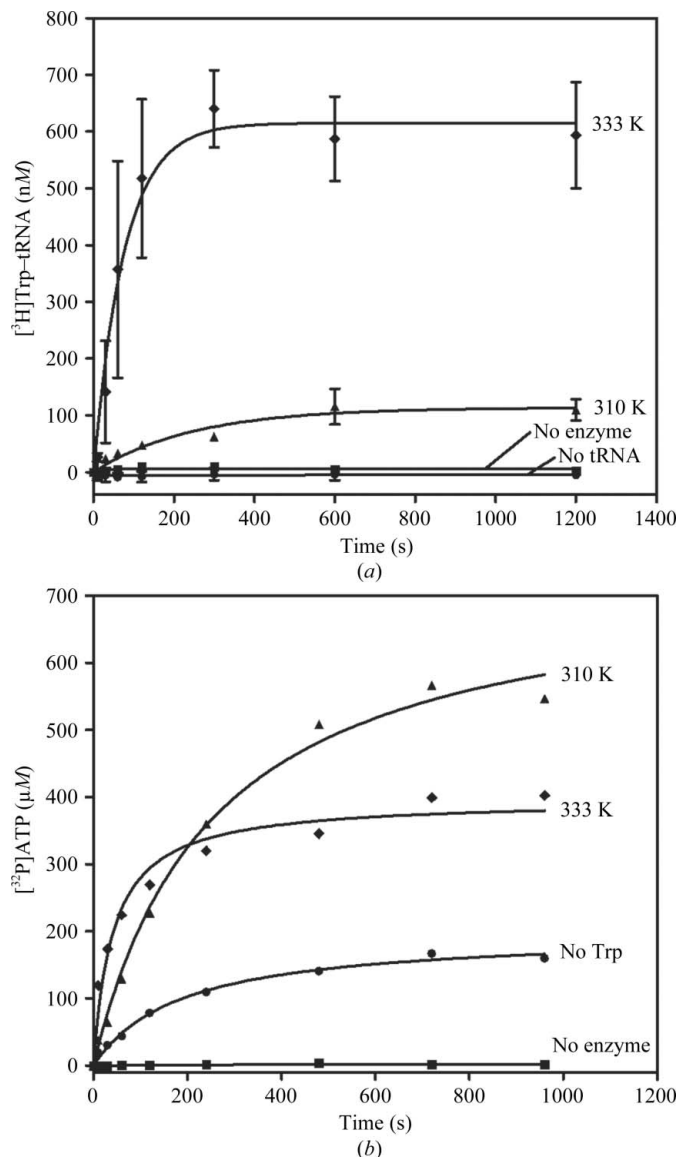 800
700
600
500
400
300
200
100
0
[³H]Trp–tRNA (nM)
333 K
310 K
No enzyme
No tRNA
0 200 400 600 800 1000 1200 1400
Time (s)
(a)
700
600
500
400
300
200
100
0
[³²P]ATP (μM)
310 K
333 K
No Trp
No enzyme
0 200 400 600 800 1000 1200
Time (s)
(b)